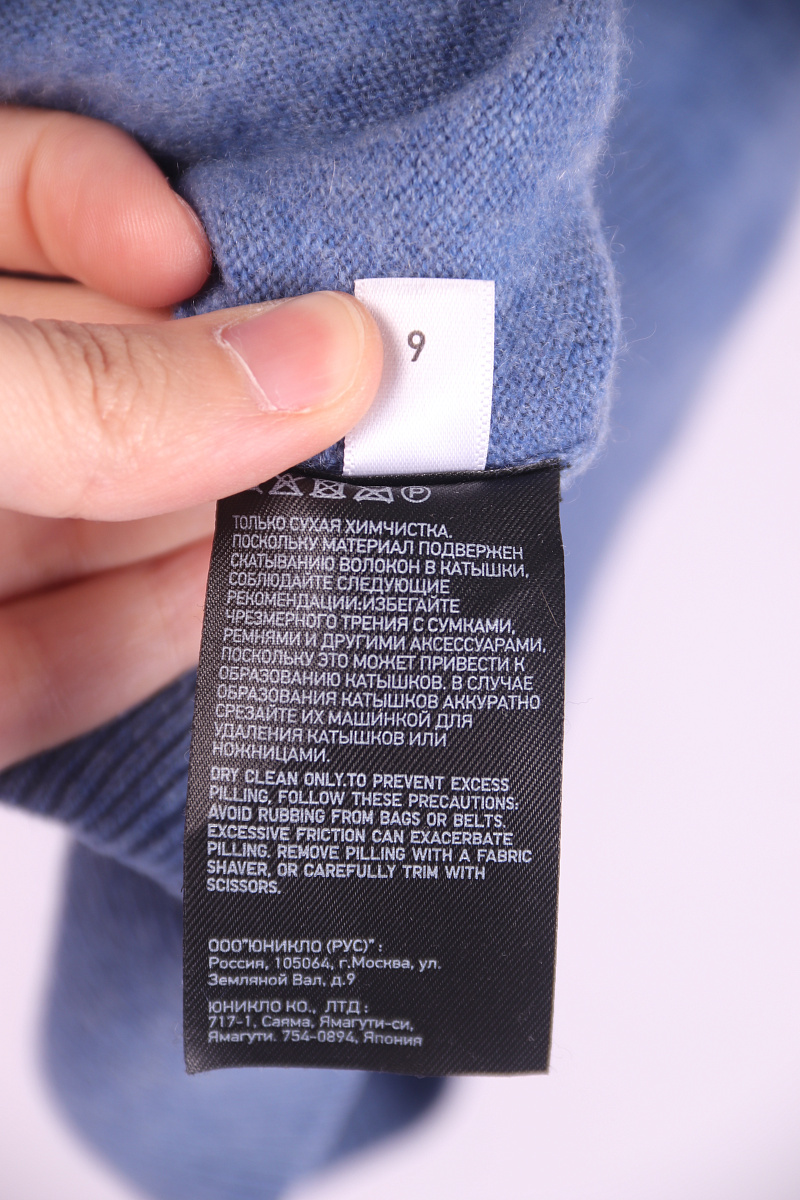 9
P
ТОЛЬКО СУХАЯ ХИМЧИСТКА.
ПОСКОЛЬКУ МАТЕРИАЛ ПОДВЕРЖЕН
СКАТЫВАНИЮ ВОЛОКОН В КАТЫШКИ,
СОБЛЮДАЙТЕ СЛЕДУЮЩИЕ
РЕКОМЕНДАЦИИ:ИЗБЕГАЙТЕ
ЧРЕЗМЕРНОГО ТРЕНИЯ С СУМКАМИ,
РЕМНЯМИ И ДРУГИМИ АКСЕССУАРАМИ,
ПОСКОЛЬКУ ЭТО МОЖЕТ ПРИВЕСТИ К
ОБРАЗОВАНИЮ КАТЫШКОВ. В СЛУЧАЕ
ОБРАЗОВАНИЯ КАТЫШКОВ АККУРАТНО
СРЕЗАЙТЕ ИХ МАШИНКОЙ ДЛЯ
УДАЛЕНИЯ КАТЫШКОВ ИЛИ
НОЖНИЦАМИ.
DRY CLEAN ONLY.TO PREVENT EXCESS
PILLING, FOLLOW THESE PRECAUTIONS:
AVOID RUBBING FROM BAGS OR BELTS.
EXCESSIVE FRICTION CAN EXACERBATE
PILLING. REMOVE PILLING WITH A FABRIC
SHAVER, OR CAREFULLY TRIM WITH
SCISSORS.
ООО"ЮНИКЛО (РУС)" :
Россия, 105064, г.Москва, ул.
Земляной Вал, д.9
ЮНИКЛО КО., ЛТД :
717-1, Саяма, Ямагути-си,
Ямагути. 754-0894, Япония